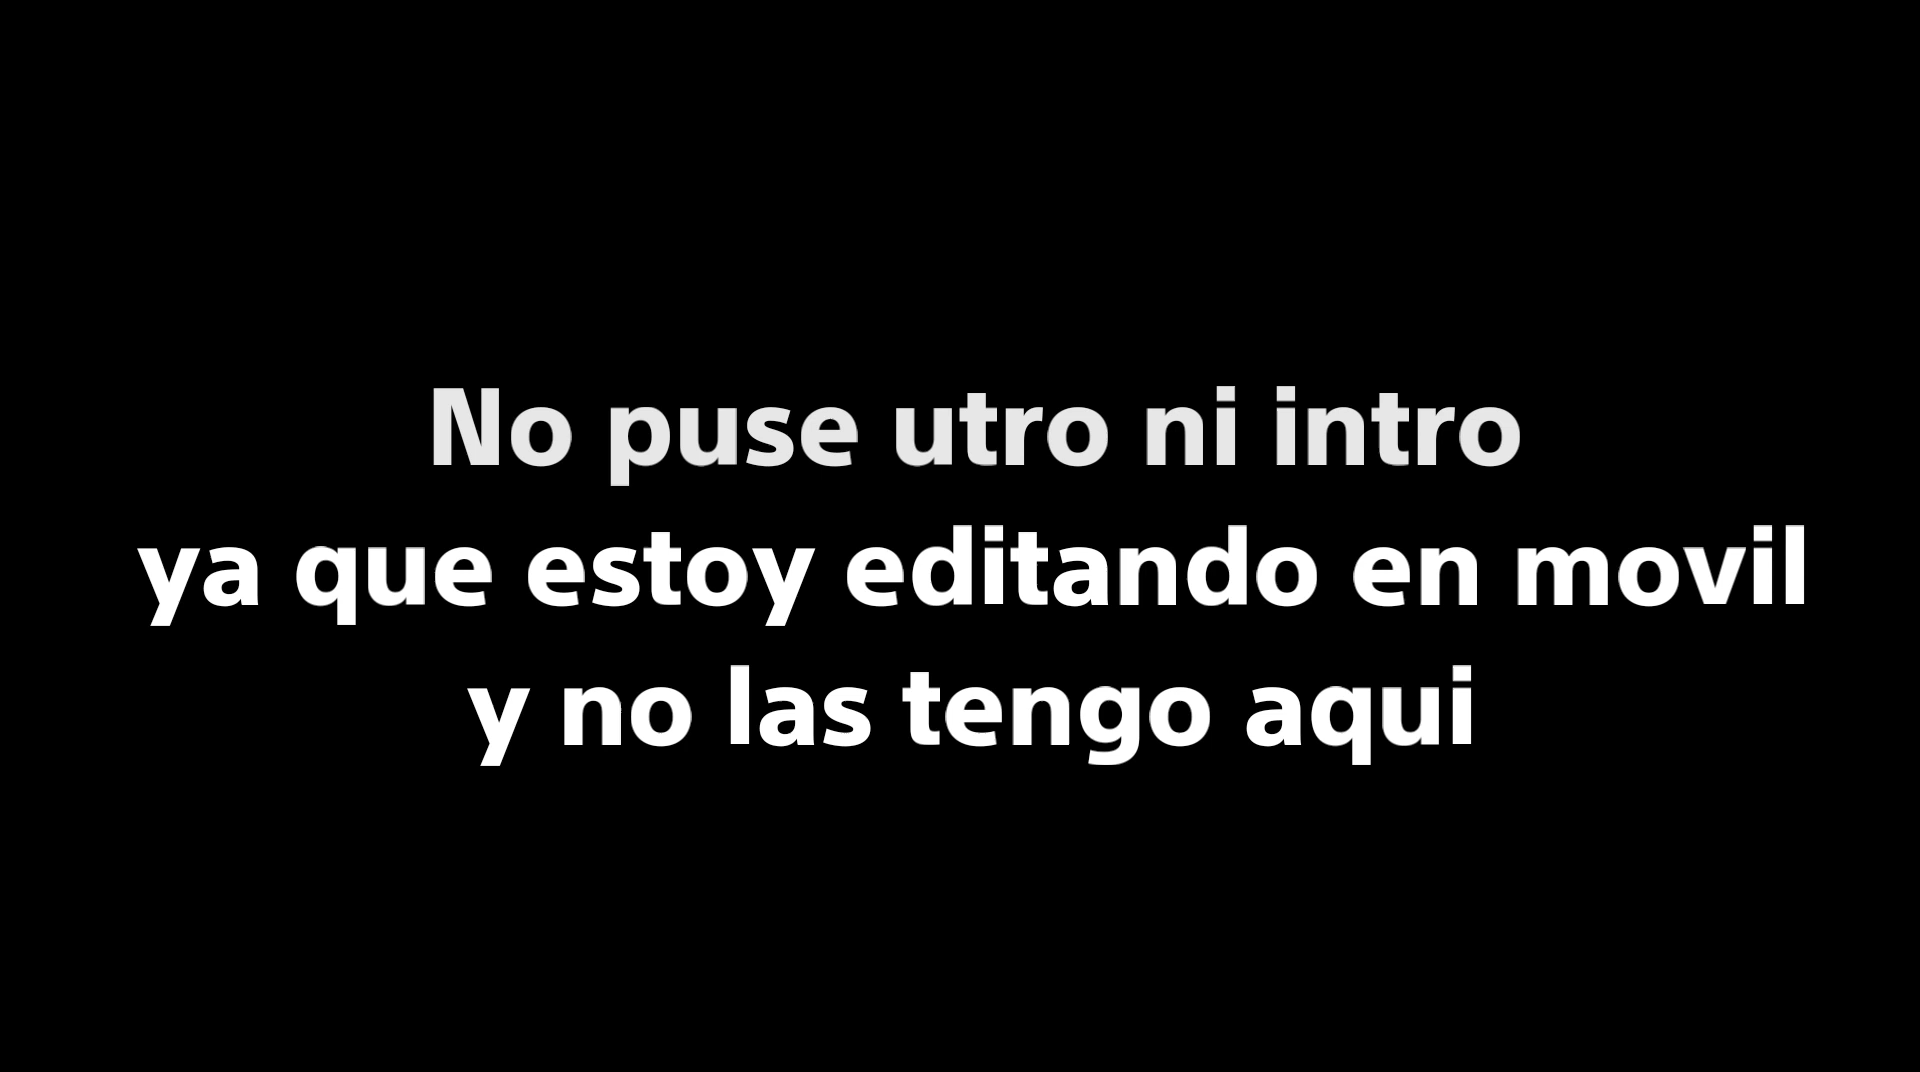 No puse utro ni intro
ya que estoy editando en movil
y no las tengo aqui